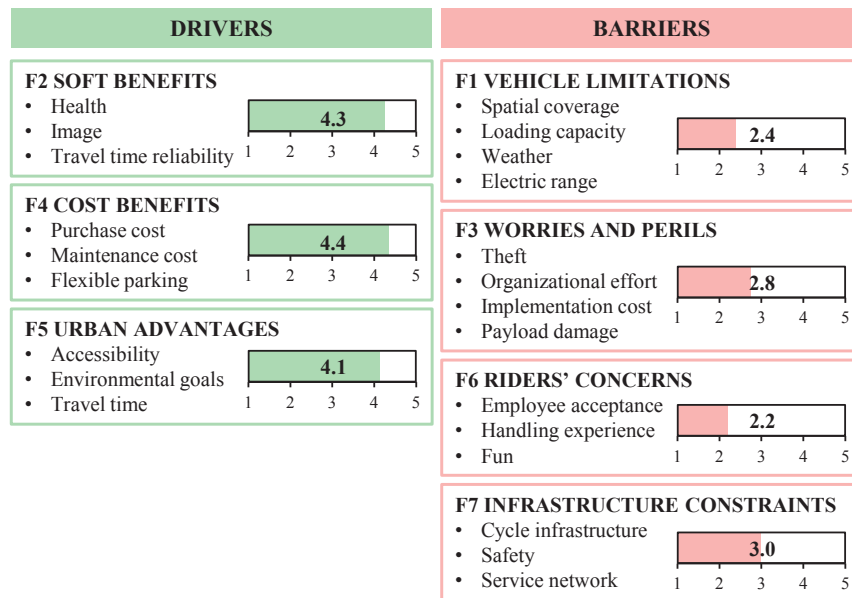 DRIVERS
F2 SOFT BENEFITS
• Health
• Image
• Travel time reliability
4.3
1 2 3 4 5
F4 COST BENEFITS
• Purchase cost
• Maintenance cost
• Flexible parking
4.4
1 2 3 4 5
F5 URBAN ADVANTAGES
• Accessibility
• Environmental goals
• Travel time
4.1
1 2 3 4 5
BARRIERS
F1 VEHICLE LIMITATIONS
• Spatial coverage
• Loading capacity
• Weather
• Electric range
2.4
1 2 3 4 5
F3 WORRIES AND PERILS
• Theft
• Organizational effort
• Implementation cost
• Payload damage
2.8
1 2 3 4 5
F6 RIDERS’ CONCERNS
• Employee acceptance
• Handling experience
• Fun
2.2
1 2 3 4 5
F7 INFRASTRUCTURE CONSTRAINTS
• Cycle infrastructure
• Safety
• Service network
3.0
1 2 3 4 5